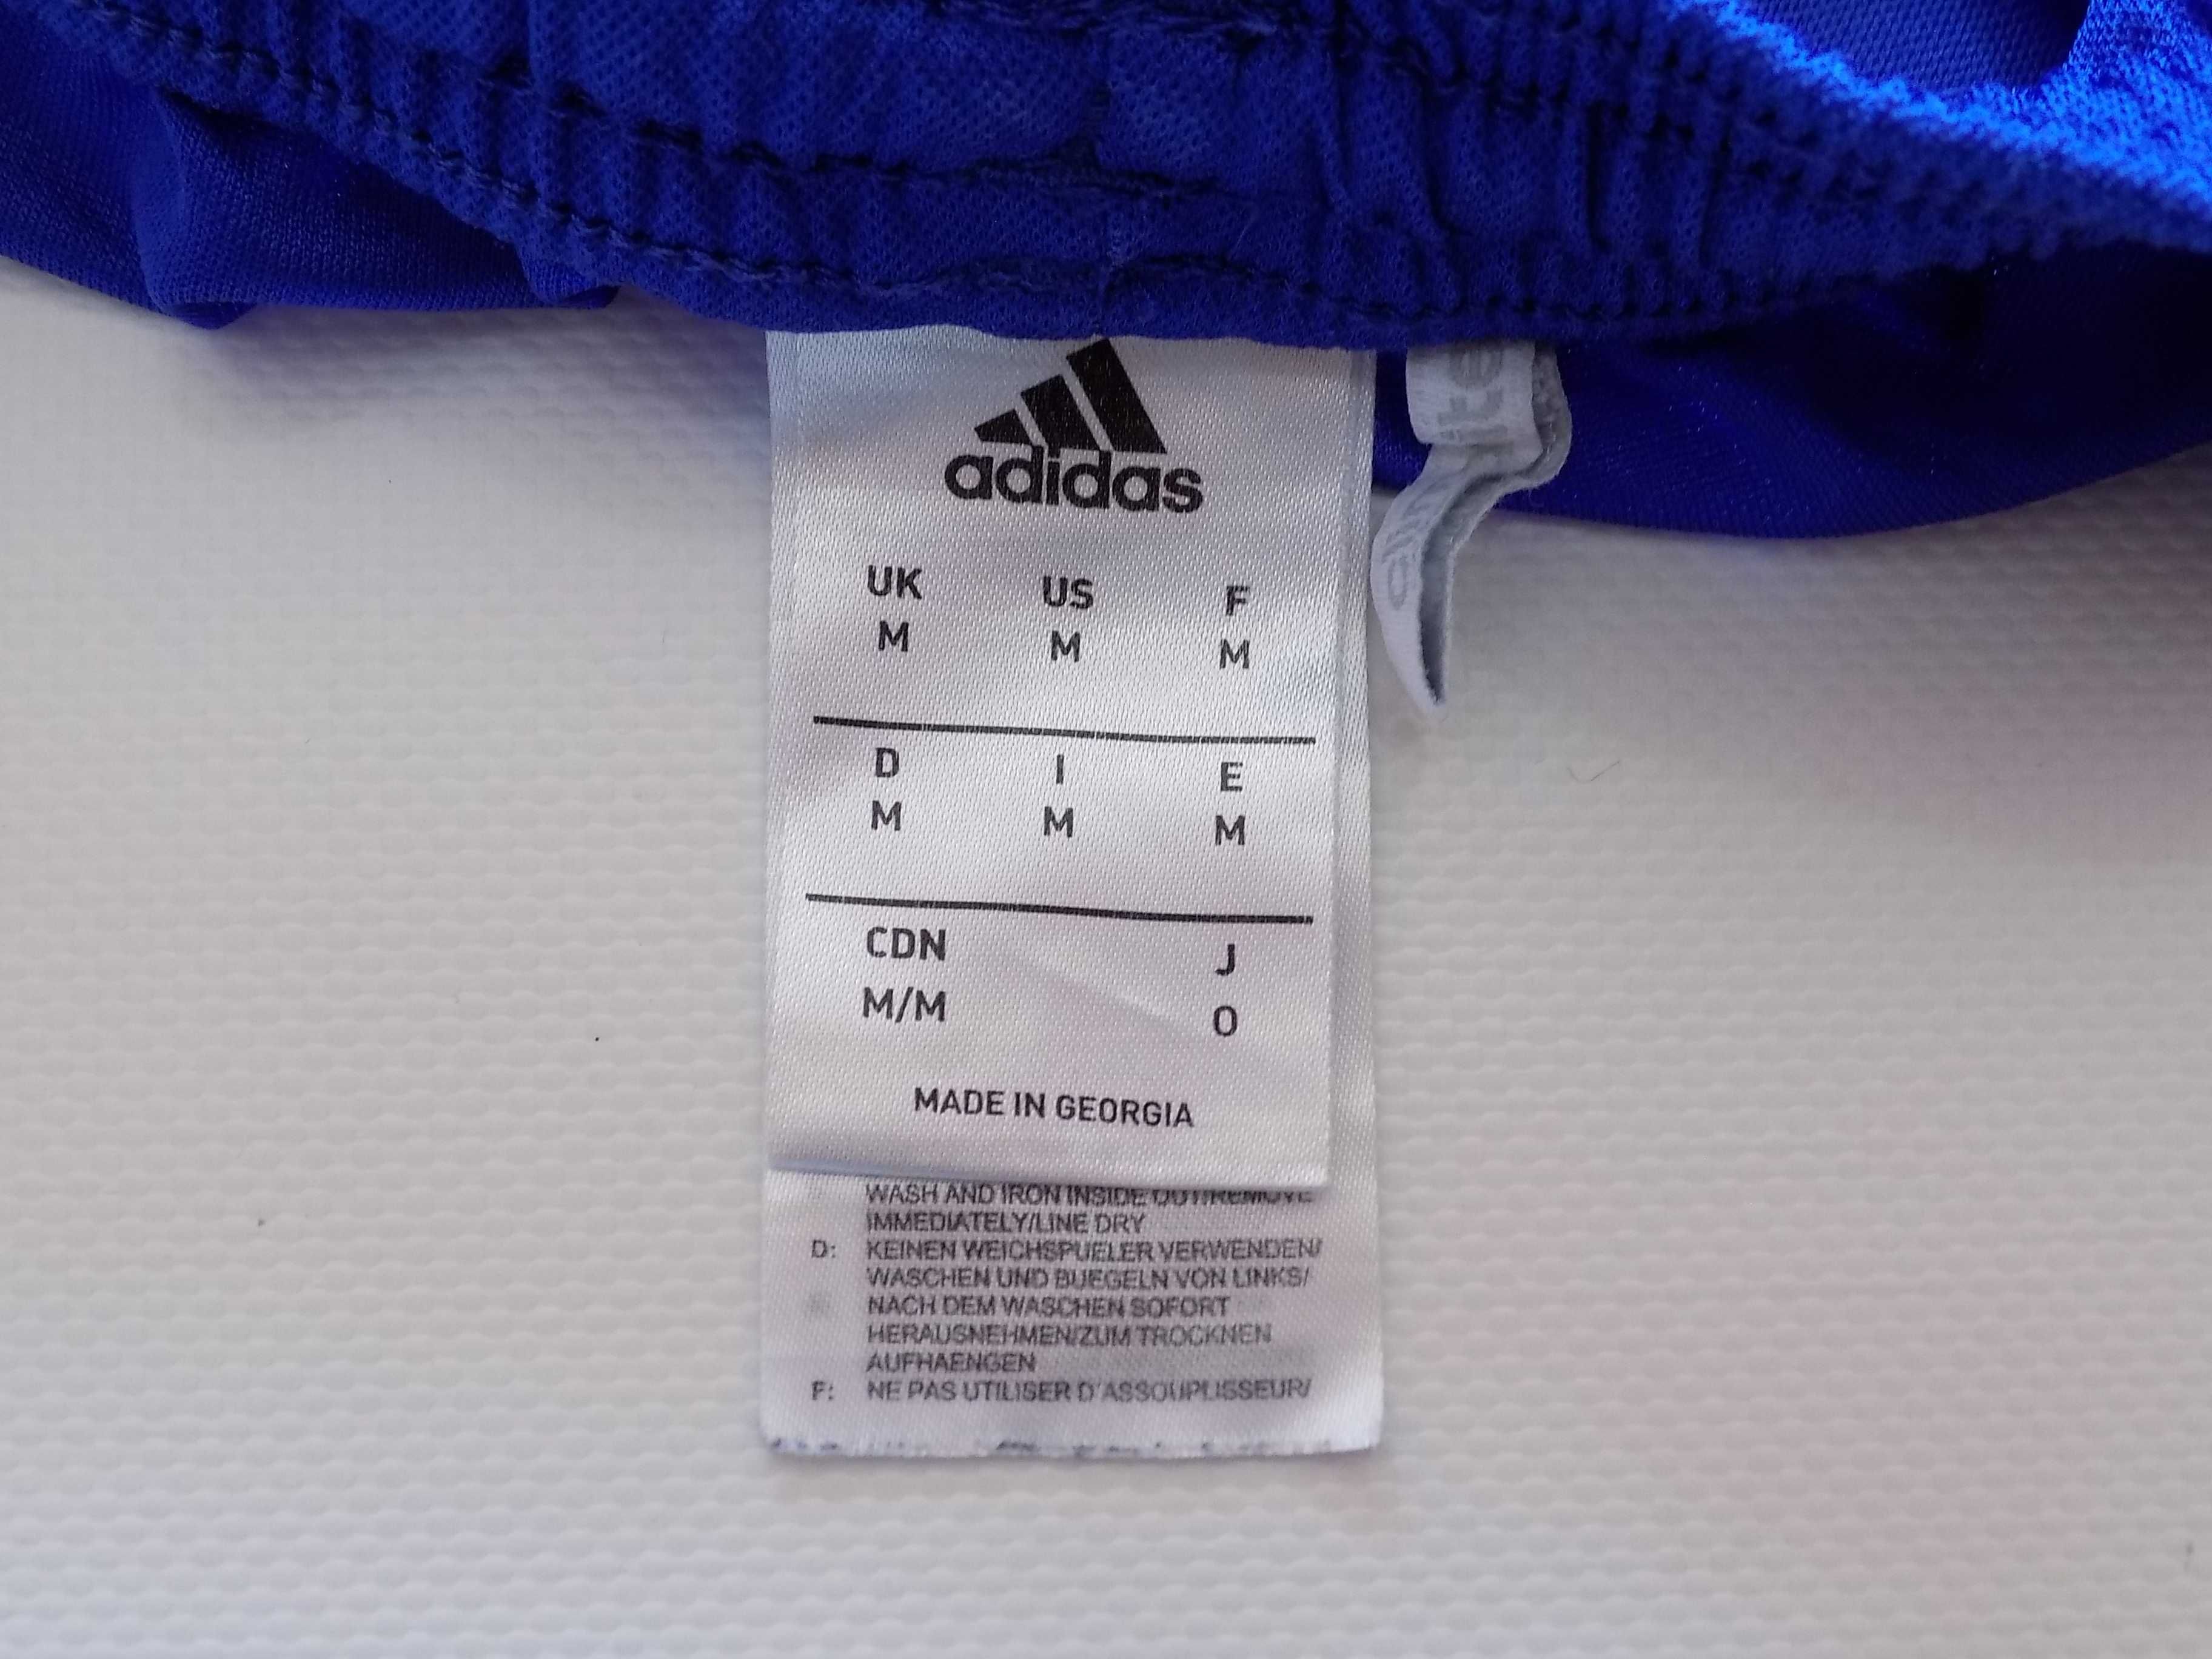 adidas
UK US F
M M M
D I E
M M M
CDN J
M/M O
MADE IN GEORGIA
WASH AND IRON INSIDE OUT/REMOVE
IMMEDIATELY/LINE DRY
D: KEINEN WEICHSPUELER VERWENDEN/
WASCHEN UND BUEGELN VON LINKS/
NACH DEM WASCHEN SOFORT
HERAUSNEHMEN/ZUM TROCKNEN
AUFHAENGEN
F: NE PAS UTILISER D'ASSOUPLISSEUR/